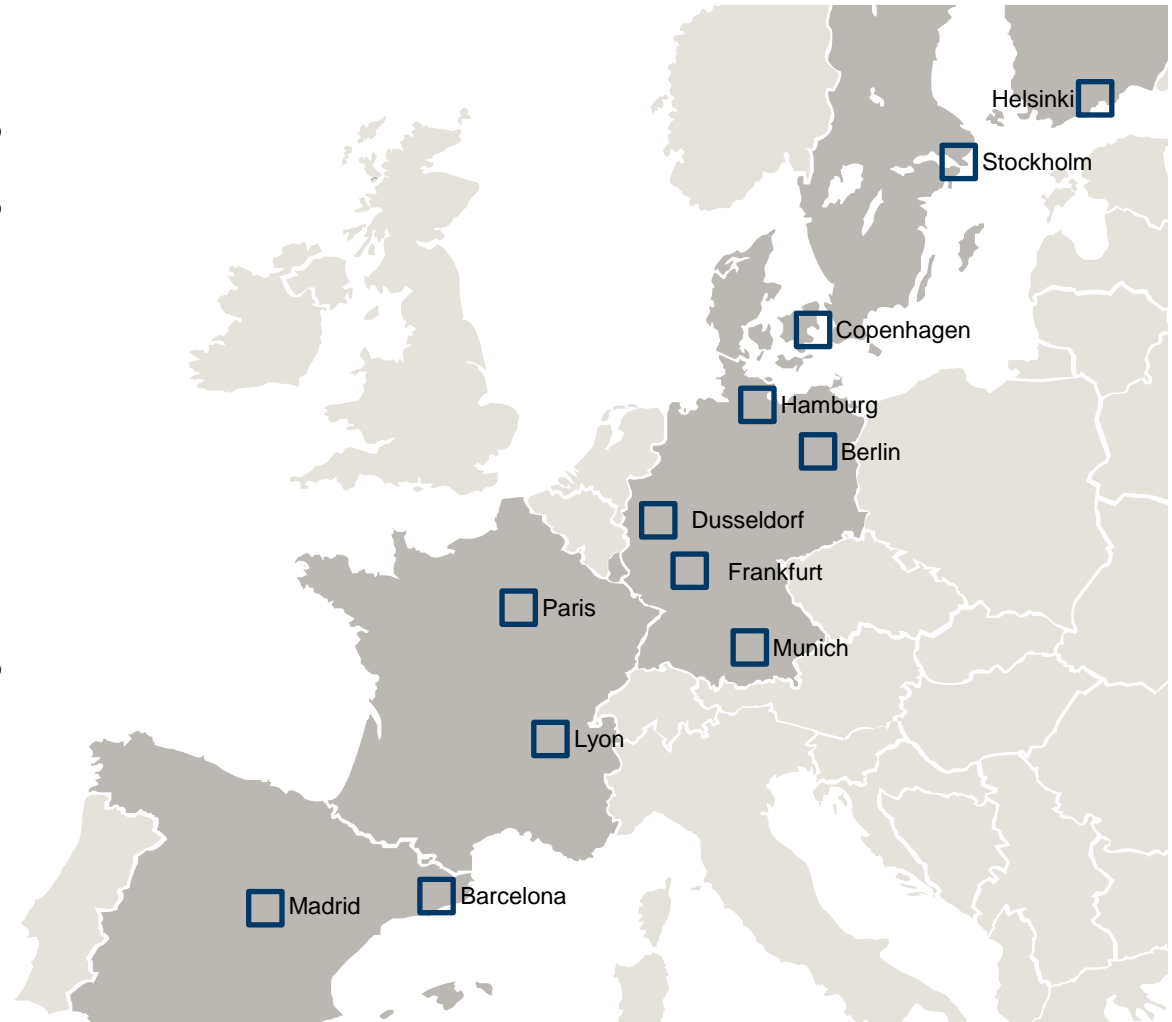 Helsinki
Stockholm
Copenhagen
Hamburg
Berlin
Dusseldorf
Frankfurt
Paris
Munich
Lyon
Barcelona
Madrid